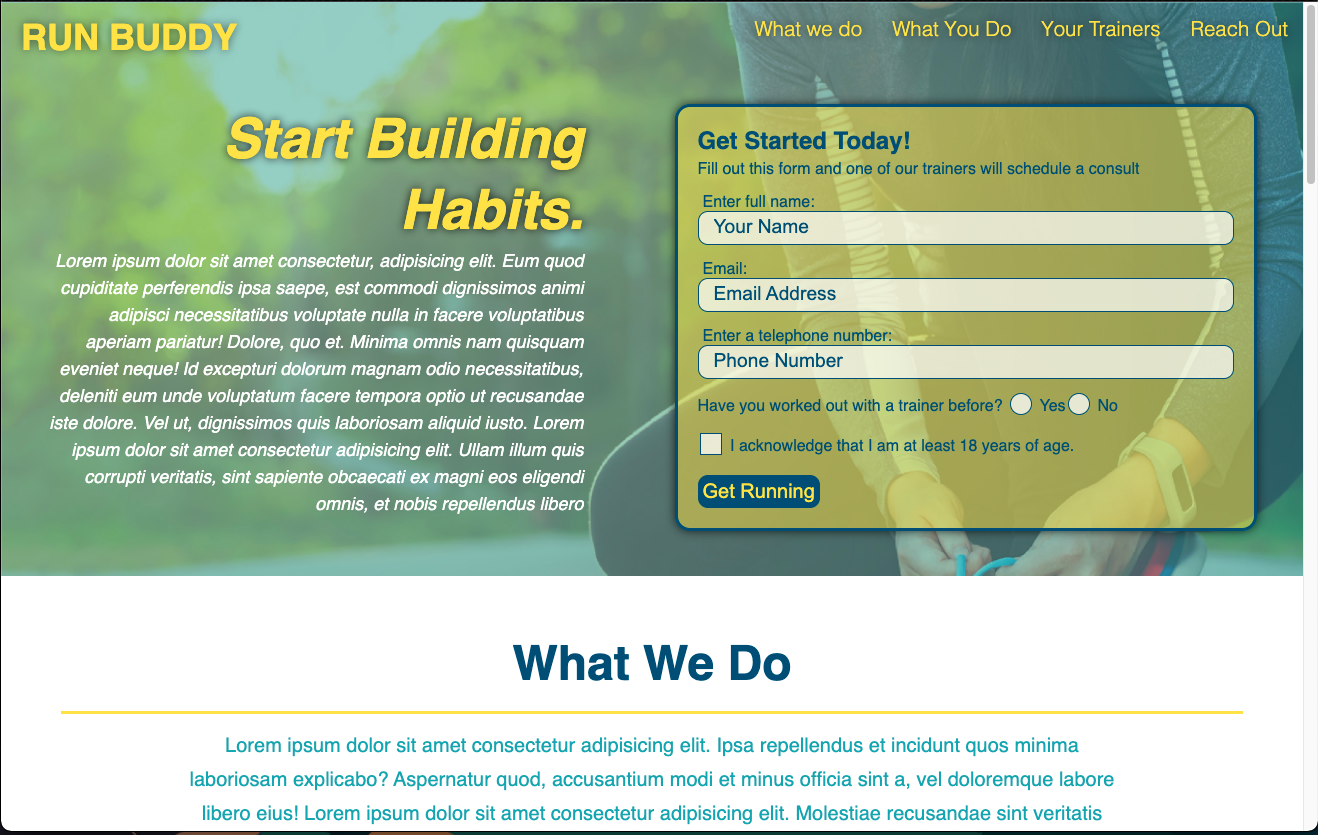 RUN BUDDY
What we do
What You Do
Your Trainers
Reach Out
Start Building
Habits.
Lorem ipsum dolor sit amet consectetur, adipisicing elit. Eum quod
cupiditate perferendis ipsa saepe, est commodi dignissimos animi
adipisci necessitatibus voluptate nulla in facere voluptatibus
aperiam pariatur! Dolore, quo et. Minima omnis nam quisquam
eveniet neque! Id excepturi dolorum magnam odio necessitatibus,
deleniti eum unde voluptatum facere tempora optio ut recusandae
iste dolore. Vel ut, dignissimos quis laboriosam aliquid iusto. Lorem
ipsum dolor sit amet consectetur adipisicing elit. Ullam illum quis
corrupti veritatis, sint sapiente obcaecati ex magni eos eligendi
omnis, et nobis repellendus libero
Get Started Today!
Fill out this form and one of our trainers will schedule a consult
Enter full name:
Your Name
Email:
Email Address
Enter a telephone number:
Phone Number
Have you worked out with a trainer before? Yes No
I acknowledge that I am at least 18 years of age.
Get Running
What We Do
Lorem ipsum dolor sit amet consectetur adipisicing elit. Ipsa repellendus et incidunt quos minima
laboriosam explicabo? Aspernatur quod, accusantium modi et minus officia sint a, vel doloremque labore
libero eius! Lorem ipsum dolor sit amet consectetur adipisicing elit. Molestiae recusandae sint veritatis